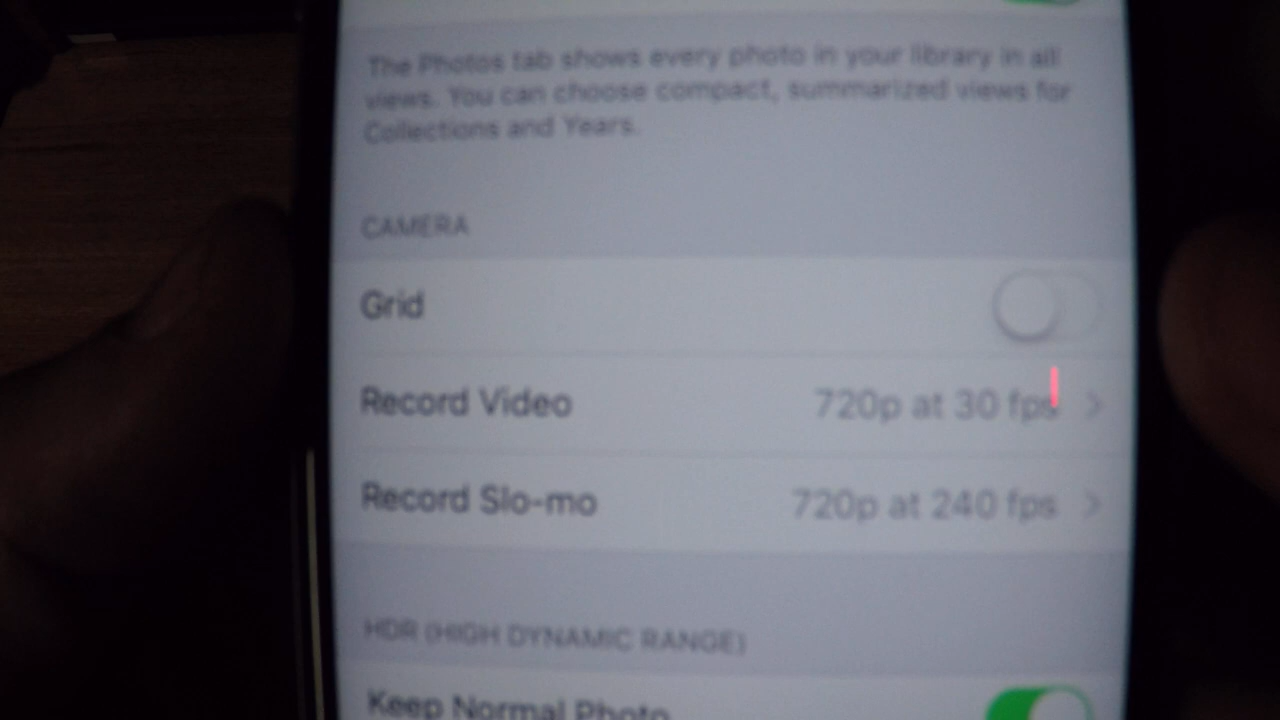 The Photos tab shows every photo in your library in all
views. You can choose compact, summarized views for
Collections and Years.
CAMERA
Grid
Record Video 720p at 30 fps
Record Slo-mo 720p at 240 fps
HDR (HIGH DYNAMIC RANGE)
Keep Normal Photo